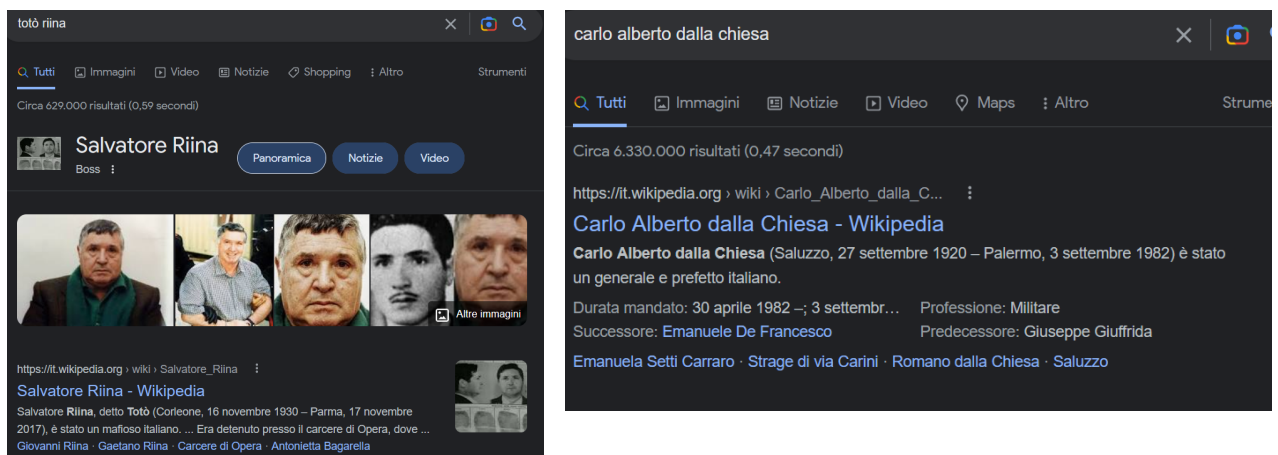 totò riina
Tutti Immagini Video Notizie Shopping Altro Strumenti
Circa 629.000 risultati (0,59 secondi)
Salvatore Riina
Boss
Panoramica Notizie Video
Altre immagini
https://it.wikipedia.org › wiki › Salvatore_Riina
Salvatore Riina - Wikipedia
Salvatore Riina, detto Totò (Corleone, 16 novembre 1930 – Parma, 17 novembre
2017), è stato un mafioso italiano. ... Era detenuto presso il carcere di Opera, dove ...
Giovanni Riina · Gaetano Riina · Carcere di Opera · Antonietta Bagarella
carlo alberto dalla chiesa
Tutti Immagini Notizie Video Maps Altro Strume
Circa 6.330.000 risultati (0,47 secondi)
https://it.wikipedia.org › wiki › Carlo_Alberto_dalla_C...
Carlo Alberto dalla Chiesa - Wikipedia
Carlo Alberto dalla Chiesa (Saluzzo, 27 settembre 1920 – Palermo, 3 settembre 1982) è stato
un generale e prefetto italiano.
Durata mandato: 30 aprile 1982 –; 3 settembr... Professione: Militare
Successore: Emanuele De Francesco Predecessore: Giuseppe Giuffrida
Emanuela Setti Carraro · Strage di via Carini · Romano dalla Chiesa · Saluzzo